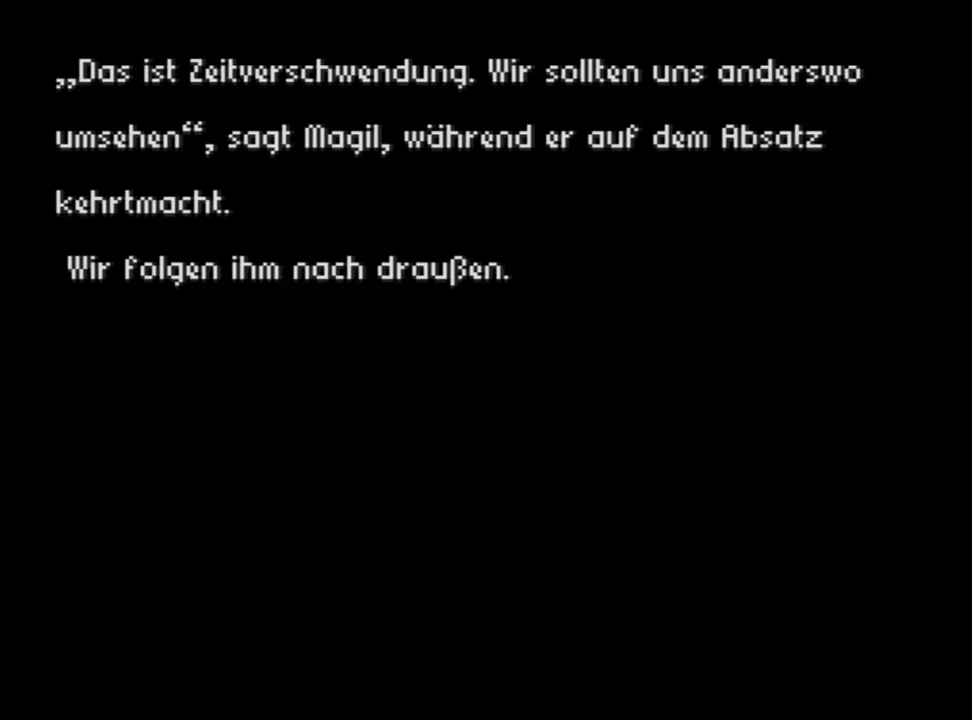 „Das ist Zeitverschwendung. Wir sollten uns anderswo
umsehen“, sagt Magil, während er auf dem Absatz
kehrtmacht.
Wir folgen ihm nach draußen.